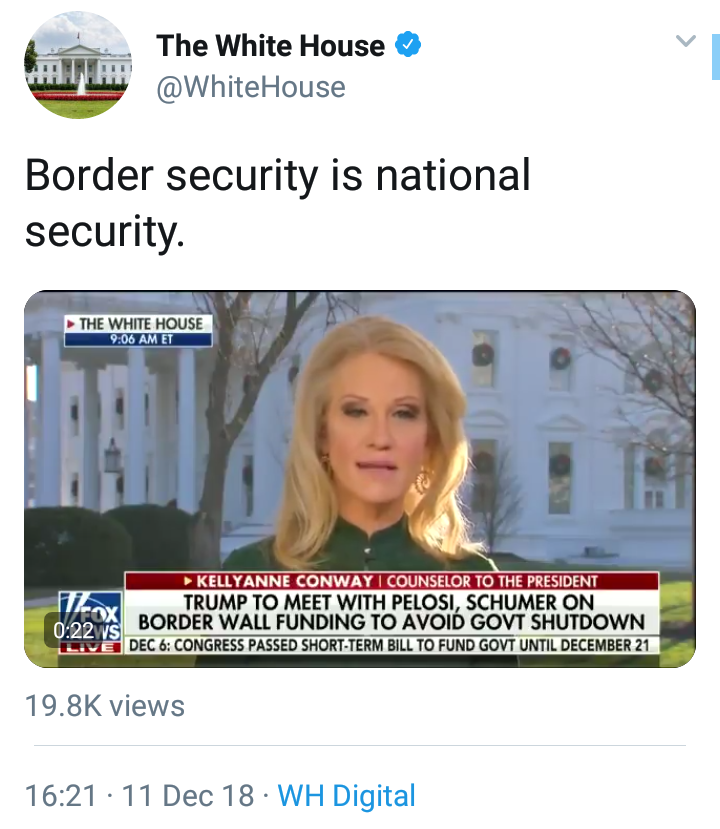 The White House
@WhiteHouse
Border security is national
security.
THE WHITE HOUSE
9:06 AM ET
KELLYANNE CONWAY | COUNSELOR TO THE PRESIDENT
TRUMP TO MEET WITH PELOSI, SCHUMER ON
BORDER WALL FUNDING TO AVOID GOVT SHUTDOWN
DEC 6: CONGRESS PASSED SHORT-TERM BILL TO FUND GOVT UNTIL DECEMBER 21
FOX
0:22 WS
LIVE
19.8K views
16:21 · 11 Dec 18 · WH Digital